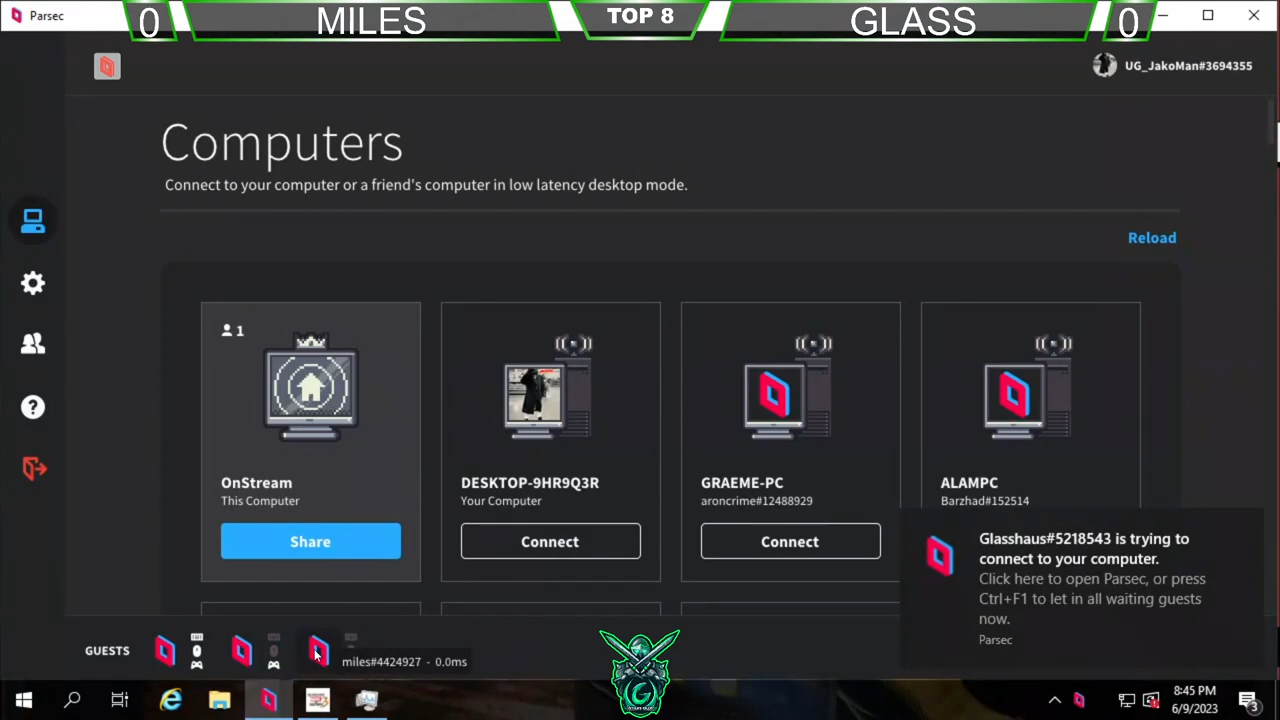 Parsec
0
MILES
TOP 8
GLASS
0
UG_JakoMan#3694355
Computers
Connect to your computer or a friend's computer in low latency desktop mode.
Reload
1
OnStream
This Computer
Share
DESKTOP-9HR9Q3R
Your Computer
Connect
GRAEME-PC
aroncrime#12488929
Connect
ALAMPC
Barzhad#152514
Glasshaus#5218543 is trying to
connect to your computer.
Click here to open Parsec, or press
Ctrl+F1 to let in all waiting guests
now.
Parsec
GUESTS
miles#4424927 - 0.0ms
8:45 PM
6/9/2023
3